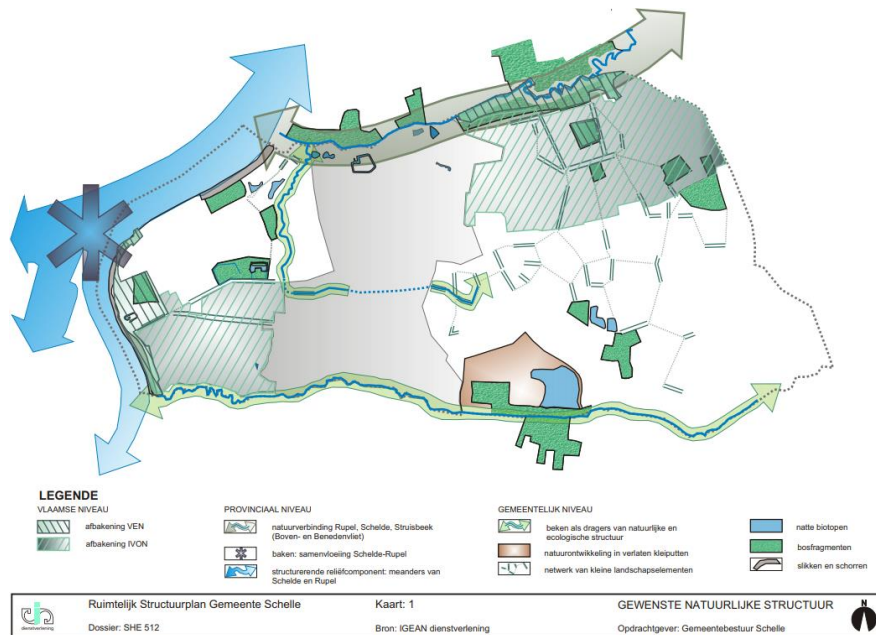 LEGENDE
VLAAMSE NIVEAU
afbakening VEN
afbakening IVON
PROVINCIAAL NIVEAU
natuurverbinding Rupel, Schelde, Struisbeek
(Boven- en Benedenvliet)
baken: samenvloeiing Schelde-Rupel
structurerende reliëfcomponent: meanders van
Schelde en Rupel
GEMEENTELIJK NIVEAU
beken als dragers van natuurlijke en
ecologische structuur
natuurontwikkeling in verlaten kleiputten
netwerk van kleine landschapselementen
natte biotopen
bosfragmenten
slikken en schorren
dienstverlening
Ruimtelijk Structuurplan Gemeente Schelle
Dossier: SHE 512
Kaart: 1
Bron: IGEAN dienstverlening
GEWENSTE NATUURLIJKE STRUCTUUR
Opdrachtgever: Gemeentebestuur Schelle
N